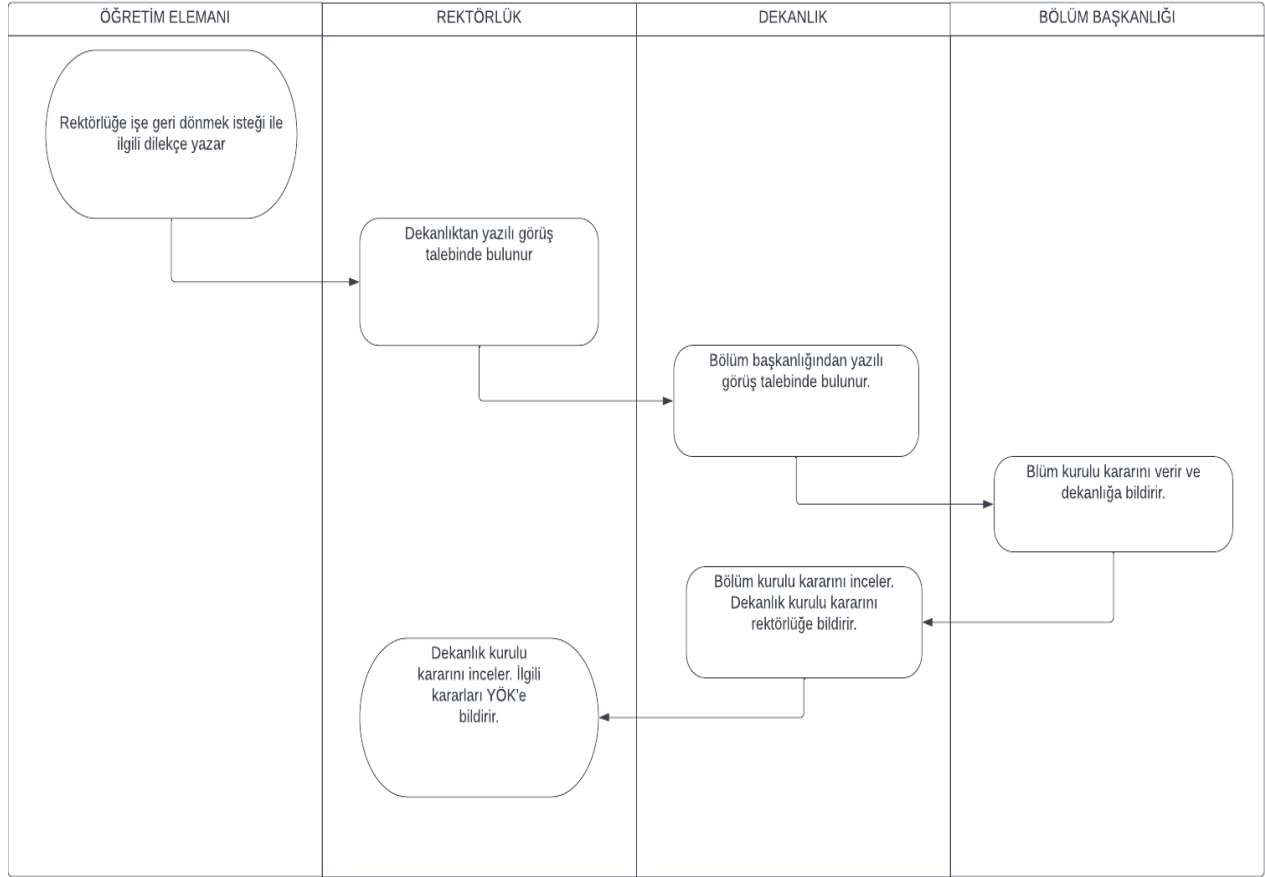 ÖĞRETİM ELEMANI
REKTÖRLÜK
DEKANLIK
BÖLÜM BAŞKANLIĞI
Rektörlüğe işe geri dönmek isteği ile
ilgili dilekçe yazar
Dekanlıktan yazılı görüş
talebinde bulunur
Bölüm başkanlığından yazılı
görüş talebinde bulunur.
Blüm kurulu kararını verir ve
dekanlığa bildirir.
Bölüm kurulu kararını inceler.
Dekanlık kurulu kararını
rektörlüğe bildirir.
Dekanlık kurulu
kararını inceler. İlgili
kararları YÖK'e
bildirir.